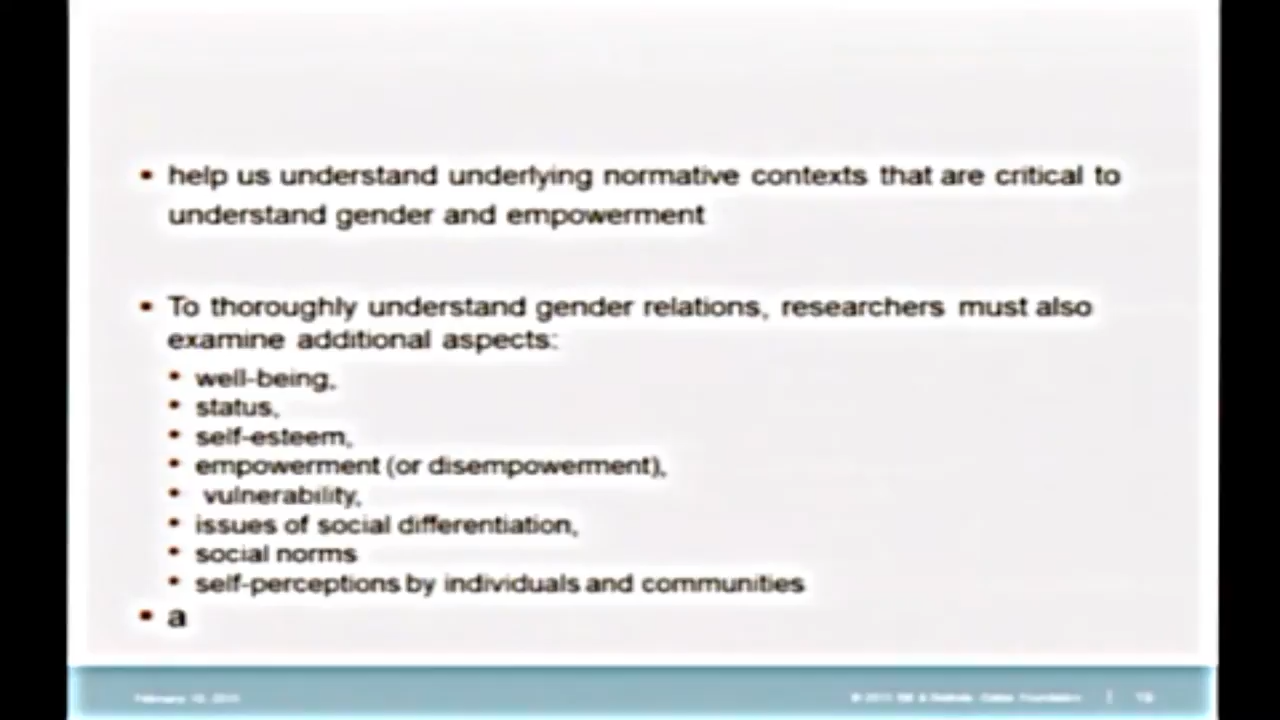 • help us understand underlying normative contexts that are critical to
understand gender and empowerment
• To thoroughly understand gender relations, researchers must also
examine additional aspects:
• well-being,
• status,
• self-esteem,
• empowerment (or disempowerment),
• vulnerability,
• issues of social differentiation,
• social norms
• self-perceptions by individuals and communities
• a